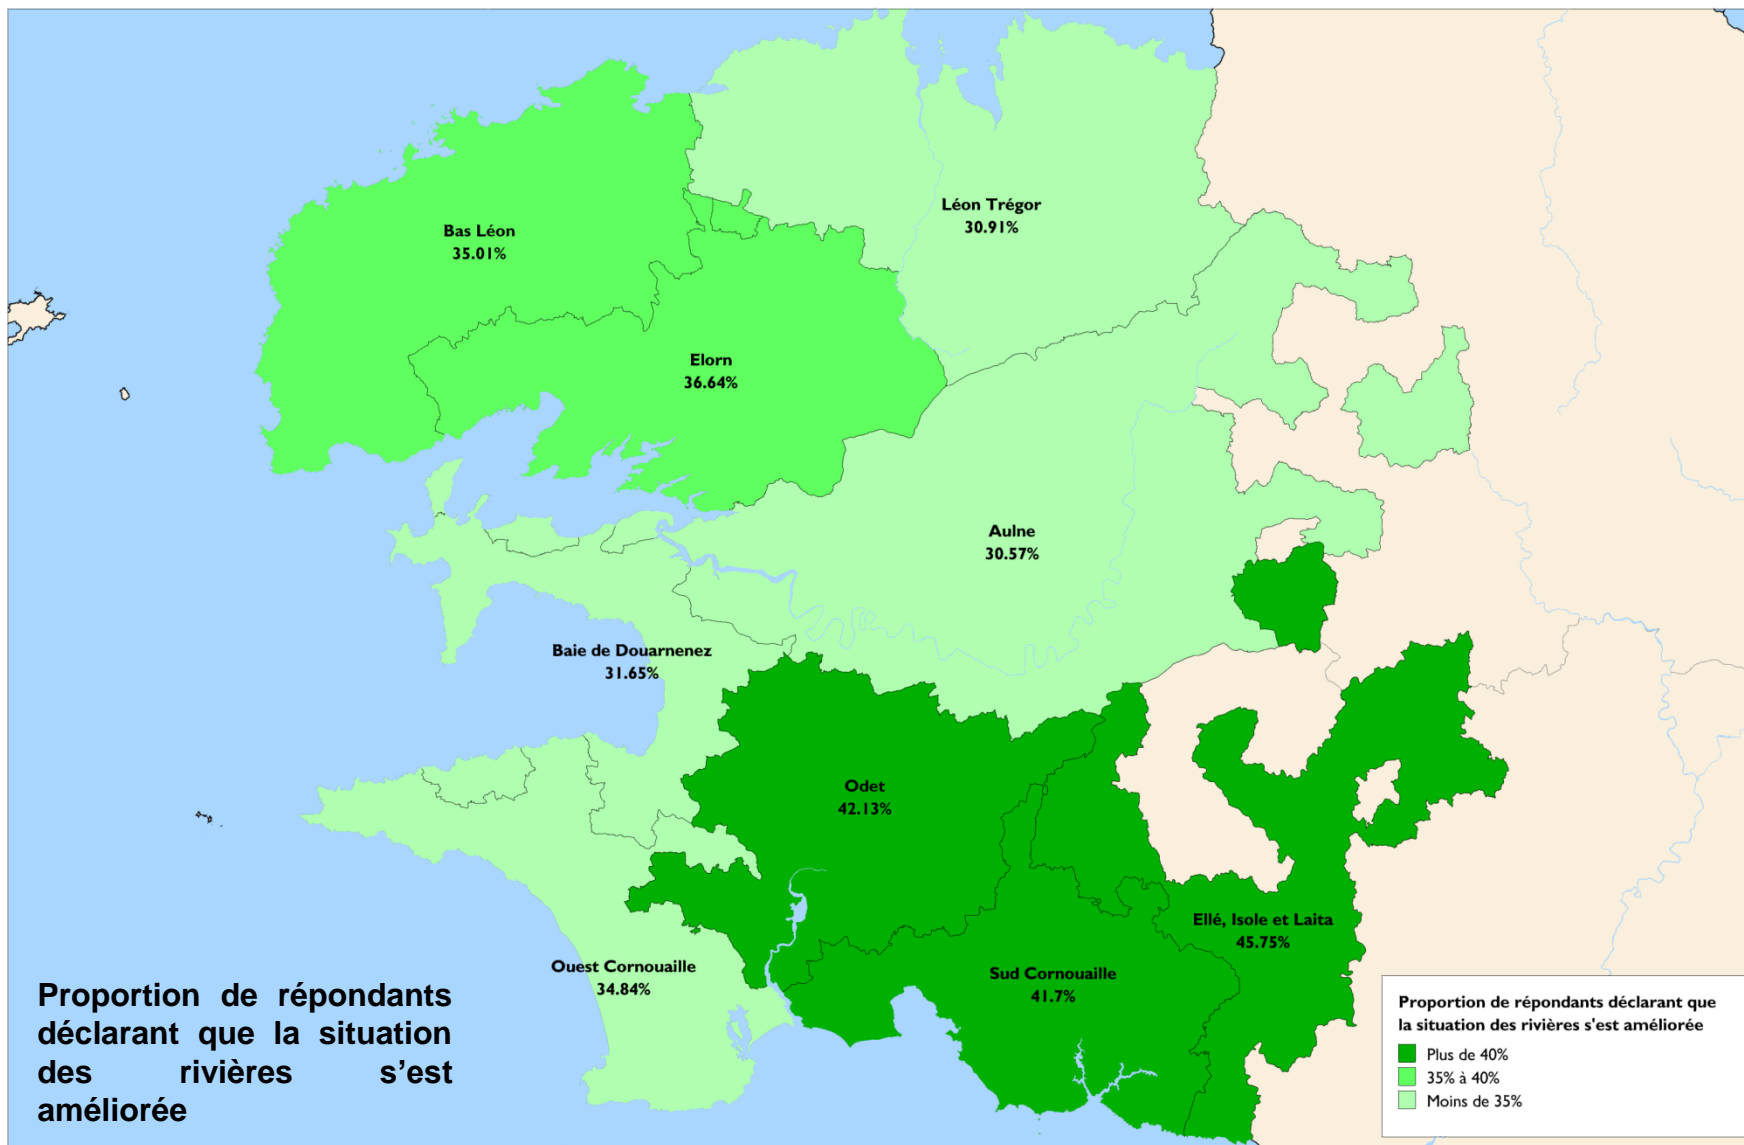 Léon Trégor
30.91%
Bas Léon
35.01%
Elorn
36.64%
Aulne
30.57%
Baie de Douarnenez
31.65%
Odet
42.13%
Ellé, Isole et Laita
45.75%
Ouest Cornouaille
34.84%
Sud Cornouaille
41.7%
Proportion de répondants
déclarant que la situation
des rivières s’est
améliorée
Proportion de répondants déclarant que
la situation des rivières s'est améliorée
Plus de 40%
35% à 40%
Moins de 35%